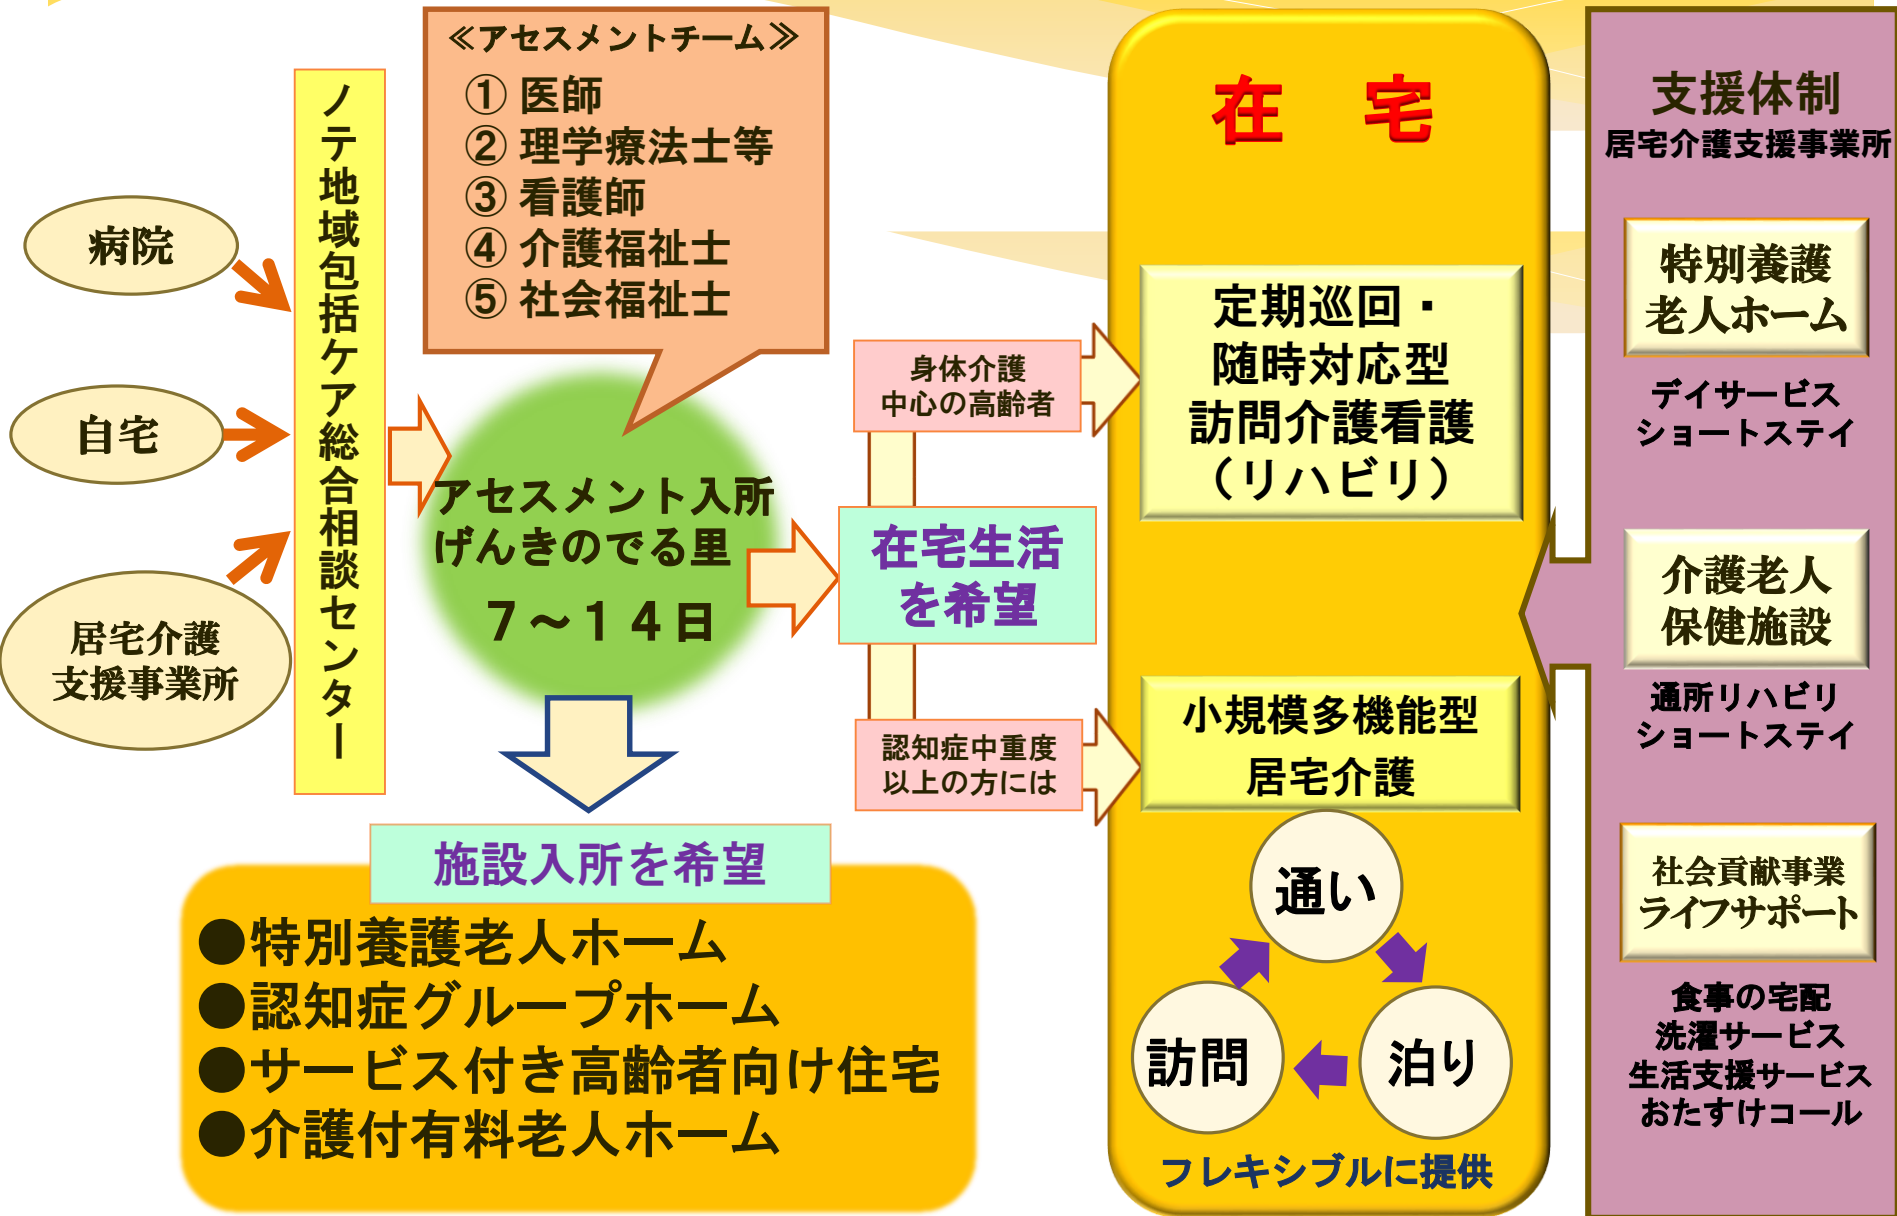 病院
自宅
居宅介護
支援事業所
ノテ地域包括ケア総合相談センター
≪アセスメントチーム≫
① 医師
② 理学療法士等
③ 看護師
④ 介護福祉士
⑤ 社会福祉士
アセスメント入所
げんきのでる里
７～１４日
施設入所を希望
●特別養護老人ホーム
●認知症グループホーム
●サービス付き高齢者向け住宅
●介護付有料老人ホーム
身体介護
中心の高齢者
在宅生活
を希望
認知症中重度
以上の方には
在　宅
定期巡回・
随時対応型
訪問介護看護
（リハビリ）
小規模多機能型
居宅介護
通い
訪問
泊り
フレキシブルに提供
支援体制
居宅介護支援事業所
特別養護
老人ホーム
デイサービス
ショートステイ
介護老人
保健施設
通所リハビリ
ショートステイ
社会貢献事業
ライフサポート
食事の宅配
洗濯サービス
生活支援サービス
おたすけコール